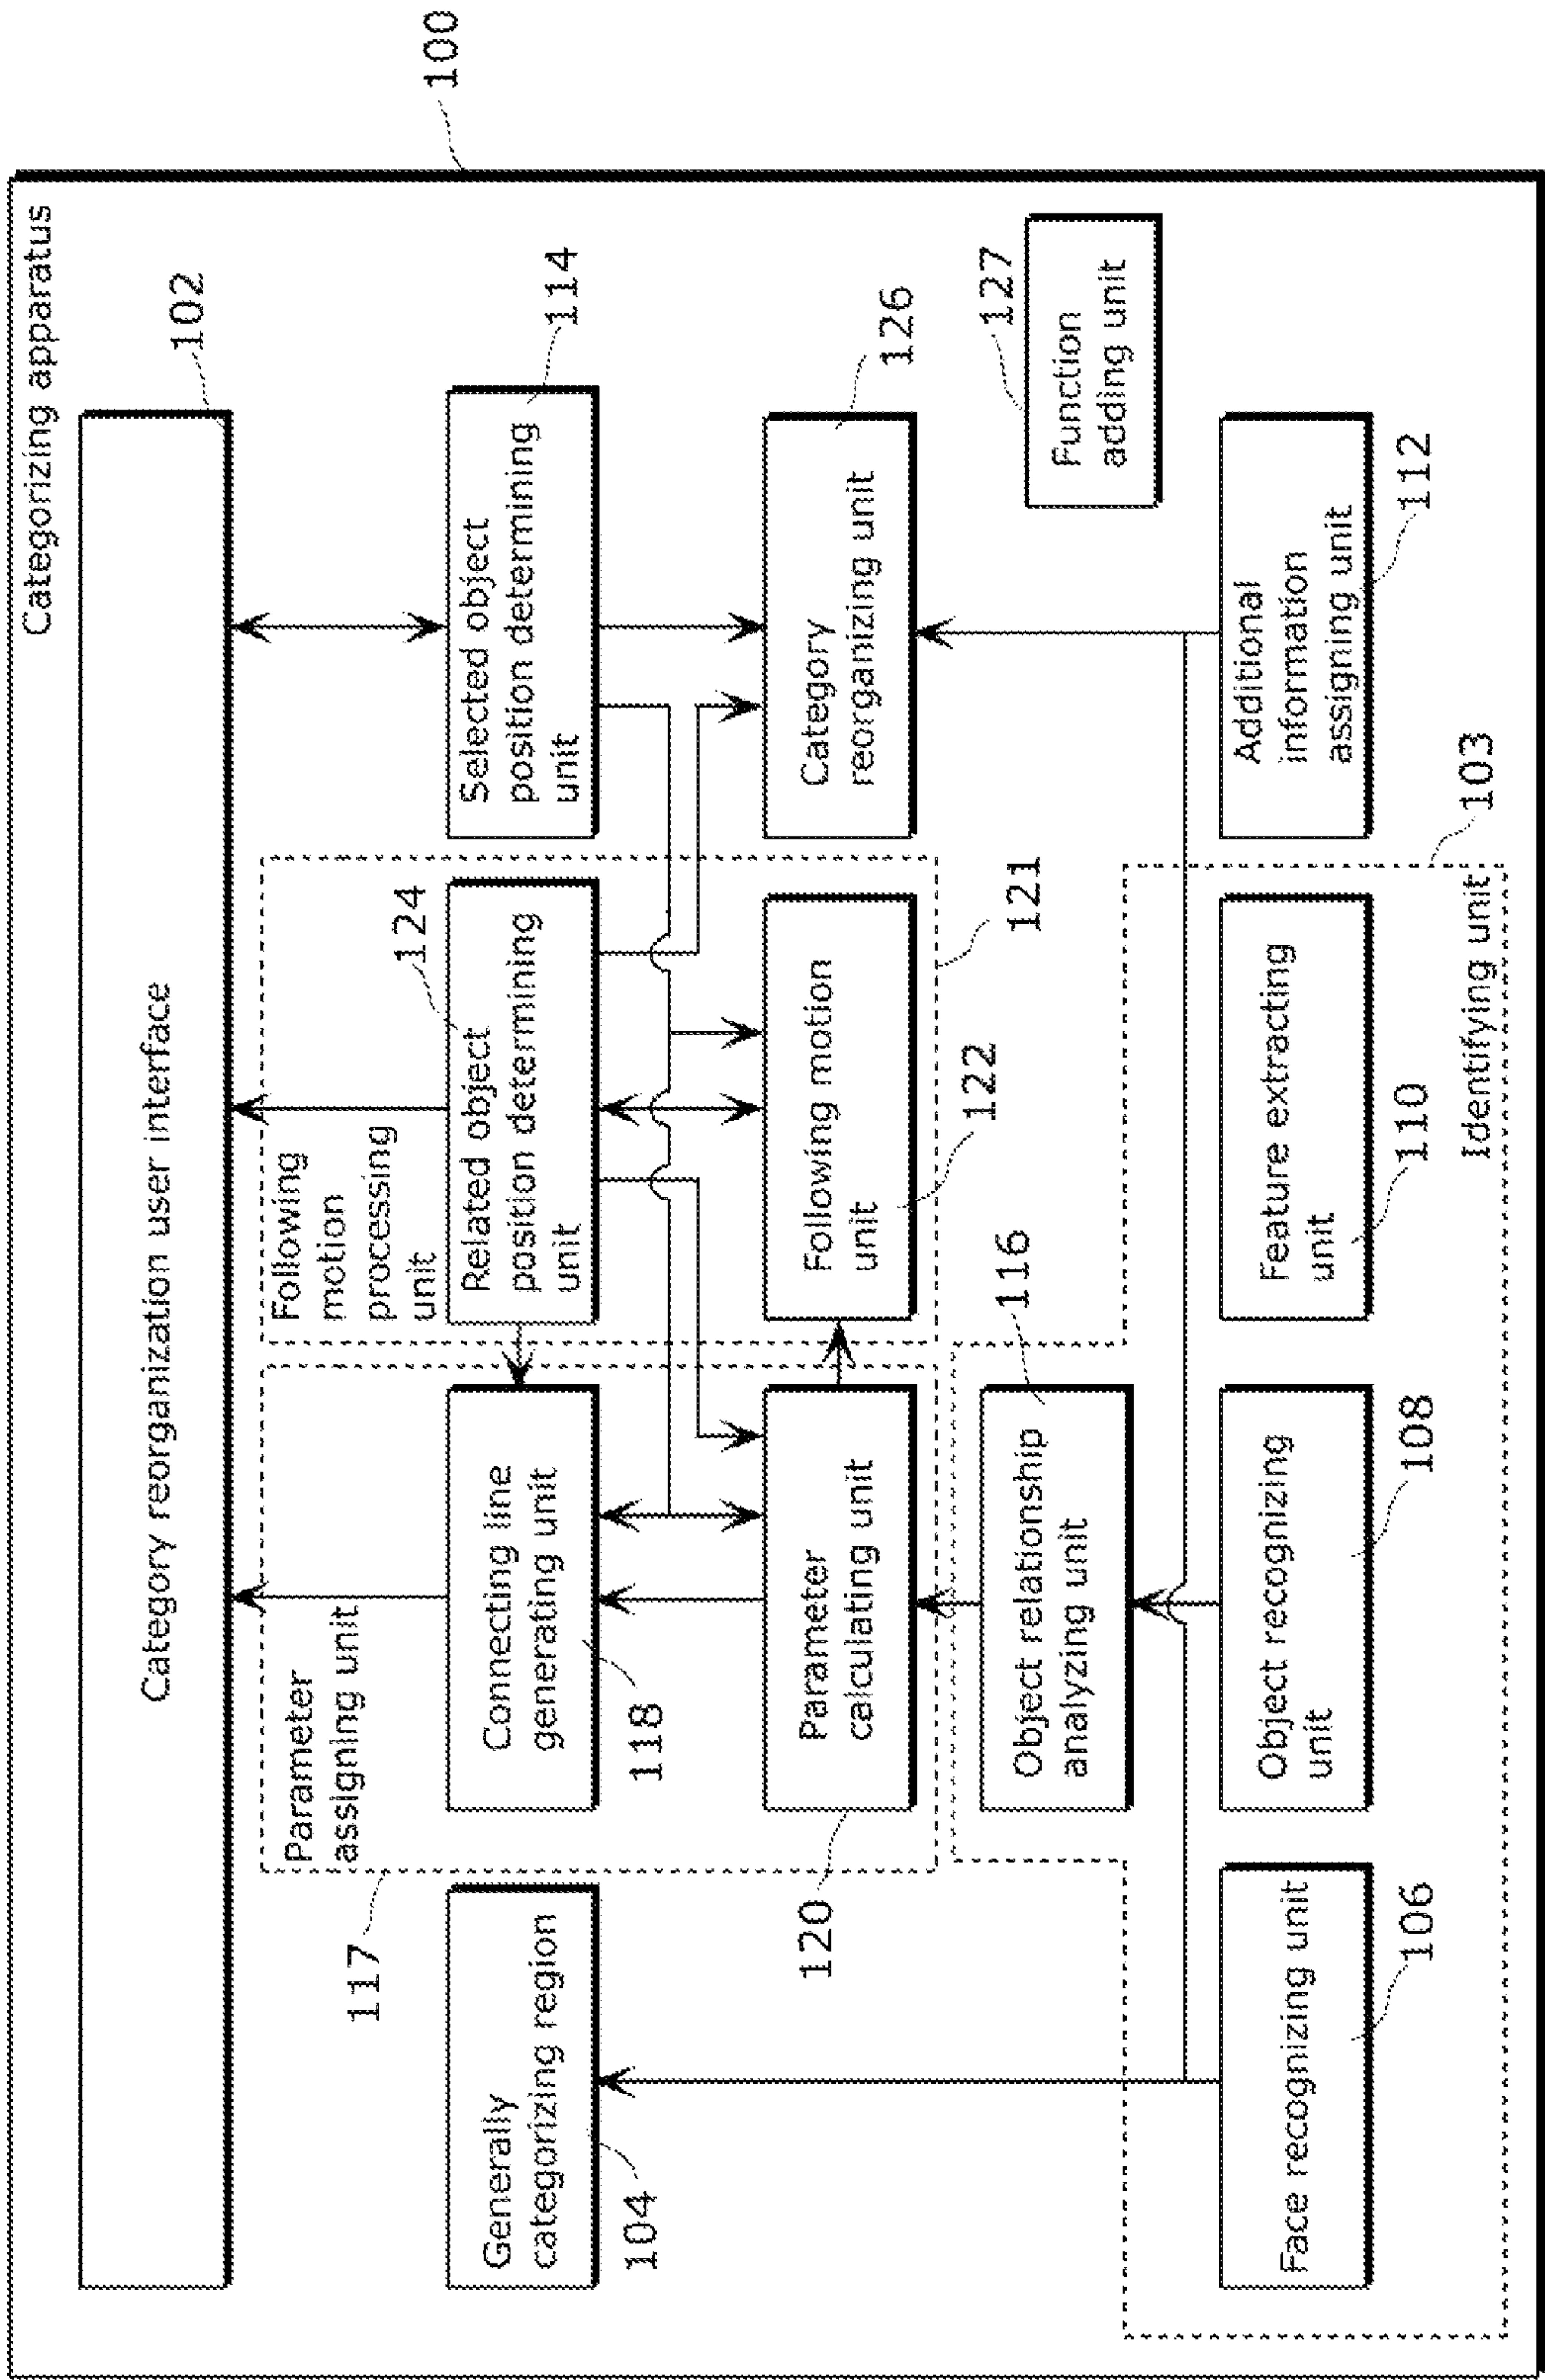 100
Categorizing apparatus
102
Category reorganization user interface
117
Parameter
assigning unit
Following
motion
processing
unit
124
114
Generally
categorizing region
104
Connecting line
generating unit
118
Related object
position determining
unit
Selected object
position determining
unit
120
Parameter
calculating unit
Following motion
unit
122
121
Category
reorganizing unit
126
127
Function
adding unit
Object relationship
analyzing unit
116
Face recognizing unit
106
Object recognizing
unit
108
Feature extracting
unit
110
Additional
information
assigning unit
112
103
Identifying unit